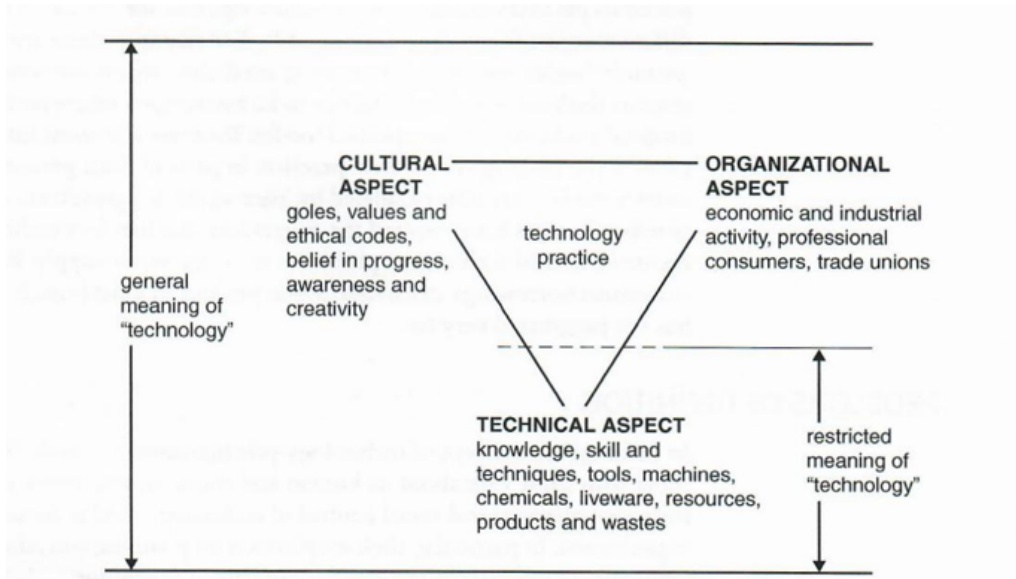 CULTURAL
ASPECT
goles, values and
ethical codes,
belief in progress,
awareness and
creativity
technology
practice
ORGANIZATIONAL
ASPECT
economic and industrial
activity, professional
consumers, trade unions
general
meaning of
“technology”
TECHNICAL ASPECT
knowledge, skill and
techniques, tools, machines,
chemicals, liveware, resources,
products and wastes
restricted
meaning of
“technology”